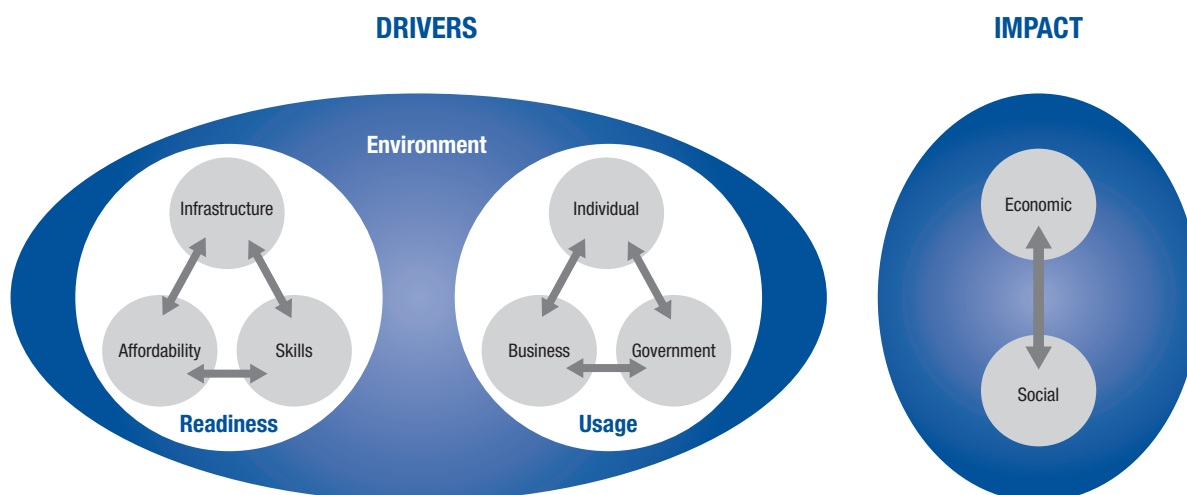 DRIVERS
IMPACT
Environment
Infrastructure
Individual
Economic
Affordability
Skills
Business
Government
Social
Readiness
Usage